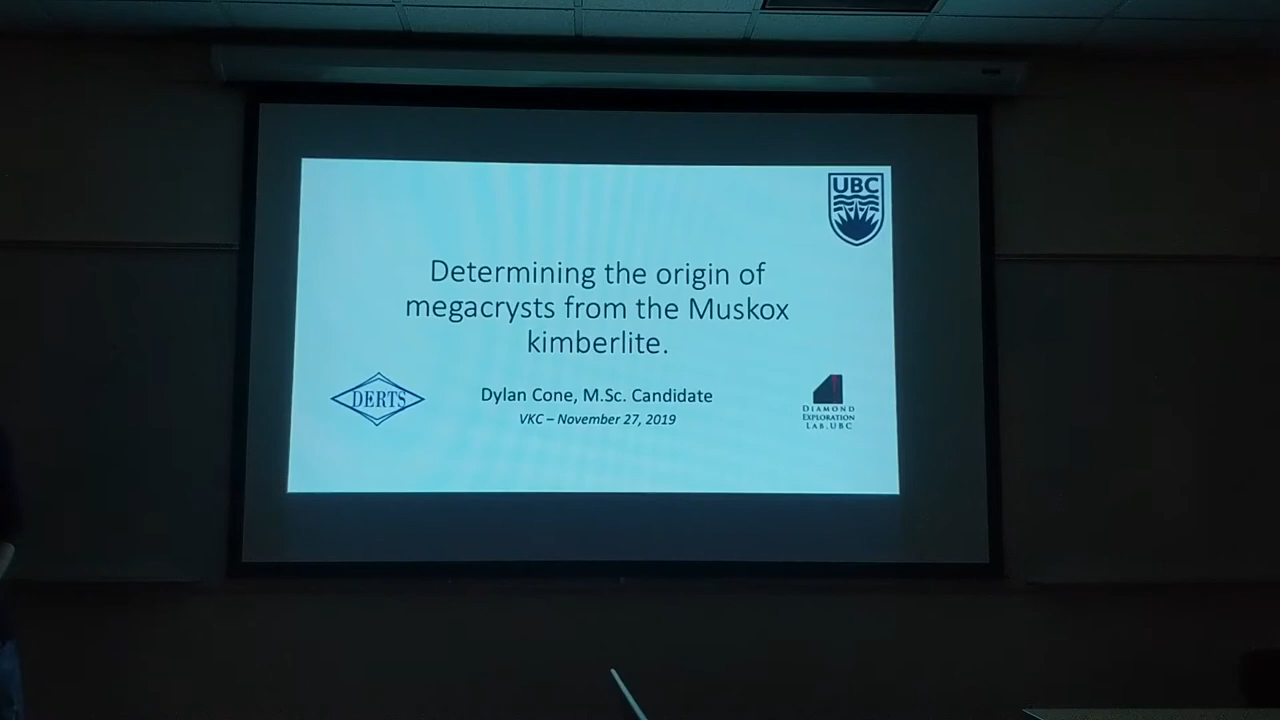 UBC
Determining the origin of
megacrysts from the Muskox
kimberlite.
DERTS
Dylan Cone, M.Sc. Candidate
VKC – November 27, 2019
DIAMOND
EXPLORATION
LAB.UBC